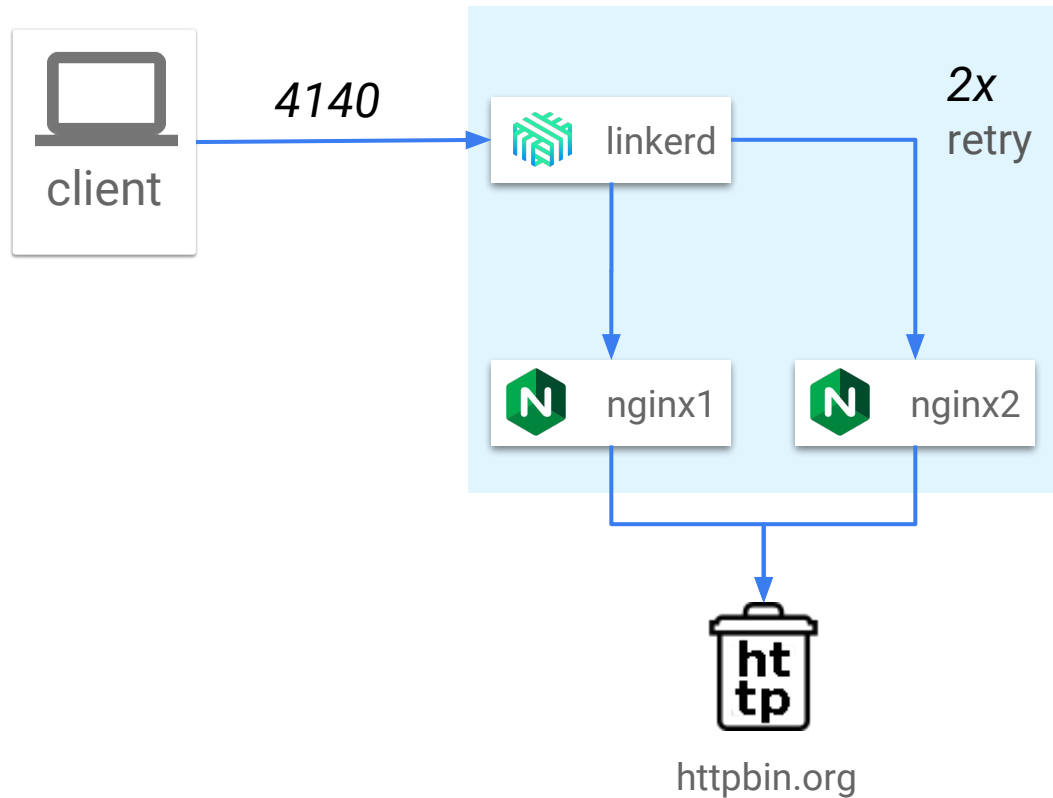 4140
client
linkerd
2x
retry
N
nginx1
N
nginx2
ht
tp
httpbin.org